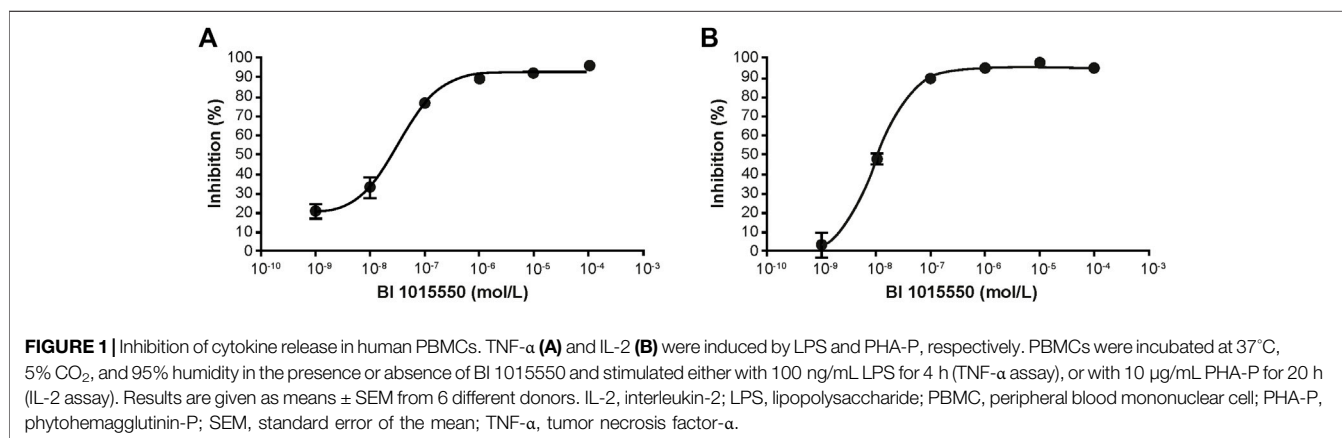 A
B
100
90
80
70
60
50
40
30
20
10
0
Inhibition (%)
10-10 10-9 10-8 10-7 10-6 10-5 10-4 10-3
BI 1015550 (mol/L)
100
90
80
70
60
50
40
30
20
10
0
Inhibition (%)
10-10 10-9 10-8 10-7 10-6 10-5 10-4 10-3
BI 1015550 (mol/L)
FIGURE 1 | Inhibition of cytokine release in human PBMCs. TNF-α (A) and IL-2 (B) were induced by LPS and PHA-P, respectively. PBMCs were incubated at 37°C,
5% CO2, and 95% humidity in the presence or absence of BI 1015550 and stimulated either with 100 ng/mL LPS for 4 h (TNF-α assay), or with 10 µg/mL PHA-P for 20 h
(IL-2 assay). Results are given as means ± SEM from 6 different donors. IL-2, interleukin-2; LPS, lipopolysaccharide; PBMC, peripheral blood mononuclear cell; PHA-P,
phytohemagglutinin-P; SEM, standard error of the mean; TNF-α, tumor necrosis factor-α.